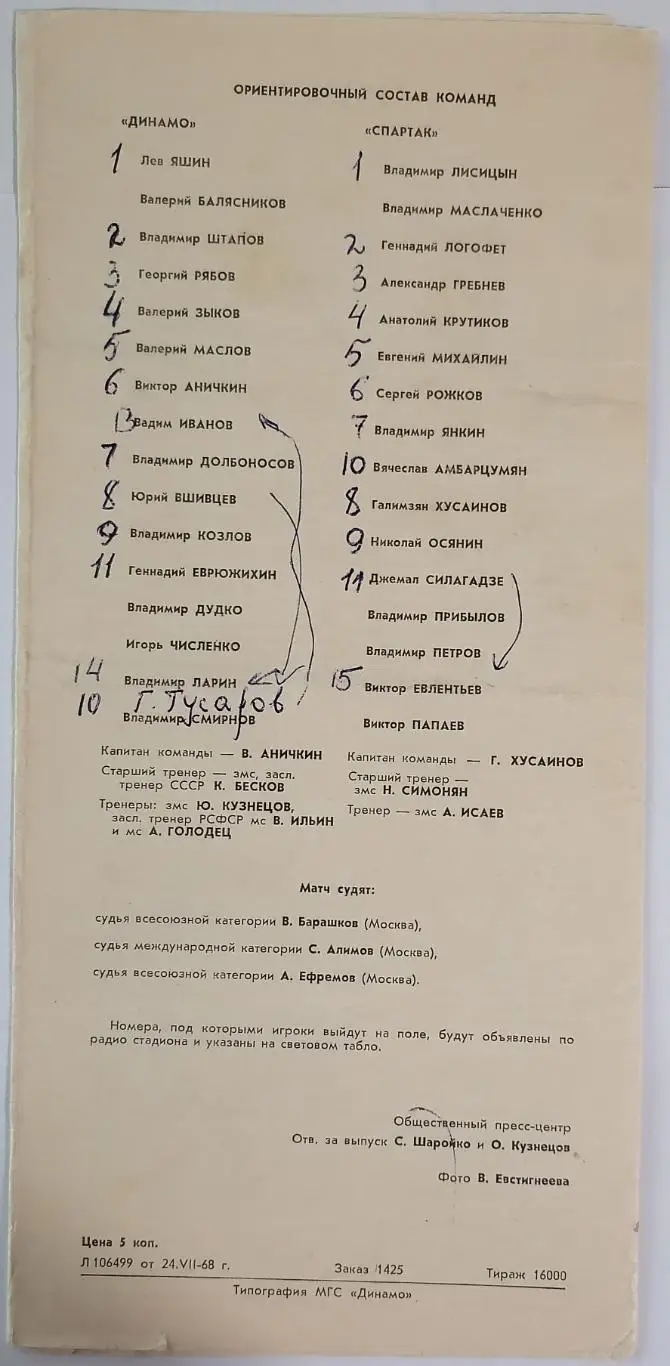 ОРИЕНТИРОВОЧНЫЙ СОСТАВ КОМАНД
«ДИНАМО»
1 Лев ЯШИН
Валерий БАЛЯСНИКОВ
2 Владимир ШТАПОВ
3 Георгий РЯБОВ
4 Валерий ЗЫКОВ
5 Валерий МАСЛОВ
6 Виктор АНИЧКИН
13 Вадим ИВАНОВ
7 Владимир ДОЛБОНОСОВ
8 Юрий ВШИВЦЕВ
9 Владимир КОЗЛОВ
11 Геннадий ЕВРЮЖИХИН
Владимир ДУДКО
Игорь ЧИСЛЕНКО
14 Владимир ЛАРИН
10 Г. Гусаров
Владимир СМИРНОВ
Капитан команды — В. АНИЧКИН
Старший тренер — змс, засл.
тренер СССР К. БЕСКОВ
Тренеры: змс Ю. КУЗНЕЦОВ,
засл. тренер РСФСР мс В. ИЛЬИН
и мс А. ГОЛОДЕЦ
«СПАРТАК»
1 Владимир ЛИСИЦЫН
Владимир МАСЛАЧЕНКО
2 Геннадий ЛОГОФЕТ
3 Александр ГРЕБНЕВ
4 Анатолий КРУТИКОВ
5 Евгений МИХАЙЛИН
6 Сергей РОЖКОВ
7 Владимир ЯНКИН
10 Вячеслав АМБАРЦУМЯН
8 Галимзян ХУСАИНОВ
9 Николай ОСЯНИН
11 Джемал СИЛАГАДЗЕ
Владимир ПРИБЫЛОВ
Владимир ПЕТРОВ
15 Виктор ЕВЛЕНТЬЕВ
Виктор ПАПАЕВ
Капитан команды — Г. ХУСАИНОВ
Старший тренер —
змс Н. СИМОНЯН
Тренер — змс А. ИСАЕВ
Матч судят:
судья всесоюзной категории В. Барашков (Москва),
судья международной категории С. Алимов (Москва),
судья всесоюзной категории А. Ефремов (Москва).
Номера, под которыми игроки выйдут на поле, будут объявлены по
радио стадиона и указаны на световом табло.
Общественный пресс-центр
Отв. за выпуск С. Шаройко и О. Кузнецов
Фото В. Евстигнеева
Цена 5 коп.
Л 106499 от 24.VII-68 г. Заказ 1425 Тираж 16000
Типография МГС «Динамо»